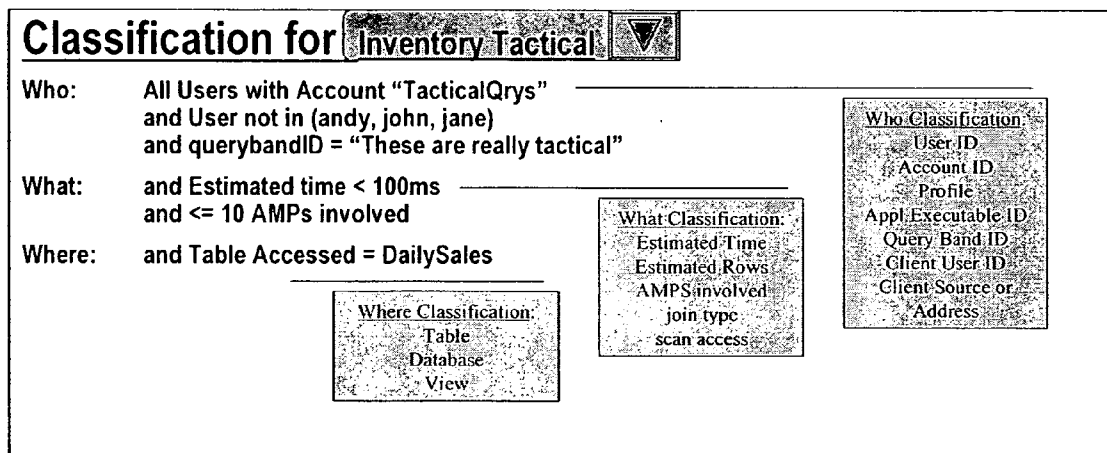 Classification for Inventory Tactical
Who: All Users with Account “TacticalQrys”
and User not in (andy, john, jane)
and querybandID = “These are really tactical”
What: and Estimated time < 100ms
and <= 10 AMPs involved
Where: and Table Accessed = DailySales
Who Classification:
User ID
Account ID
Profile
Appl Executable ID
Query Band ID
Client User ID
Client Source or
Address
What Classification:
Estimated Time
Estimated Rows
AMPS involved
join type
scan access
Where Classification:
Table
Database
View